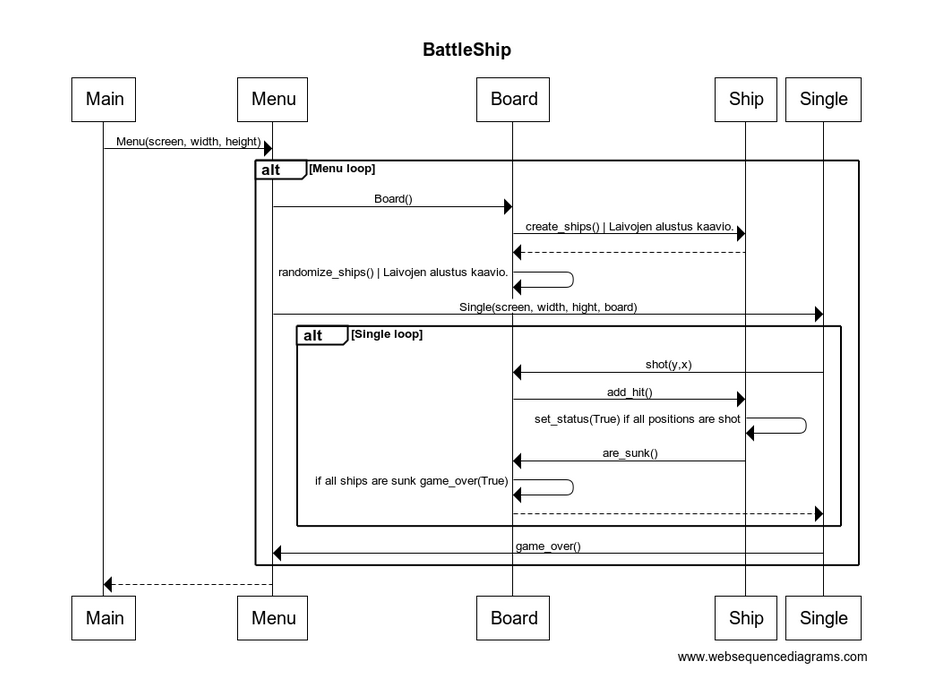 BattleShip
Main
Menu
Board
Ship
Single
Menu(screen, width, height)
alt
[Menu loop]
Board()
create_ships() | Laivojen alustus kaavio.
randomize_ships() | Laivojen alustus kaavio.
Single(screen, width, hight, board)
alt
[Single loop]
shot(y,x)
add_hit()
set_status(True) if all positions are shot
are_sunk()
if all ships are sunk game_over(True)
game_over()
Main
Menu
Board
Ship
Single
www.websequencediagrams.com